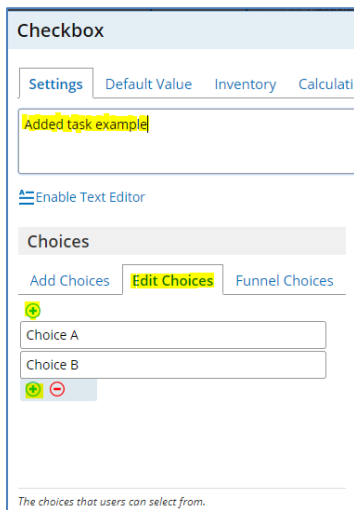 Checkbox
Settings Default Value Inventory Calculati
Added task example
Enable Text Editor
Choices
Add Choices Edit Choices Funnel Choices
Choice A
Choice B
The choices that users can select from.